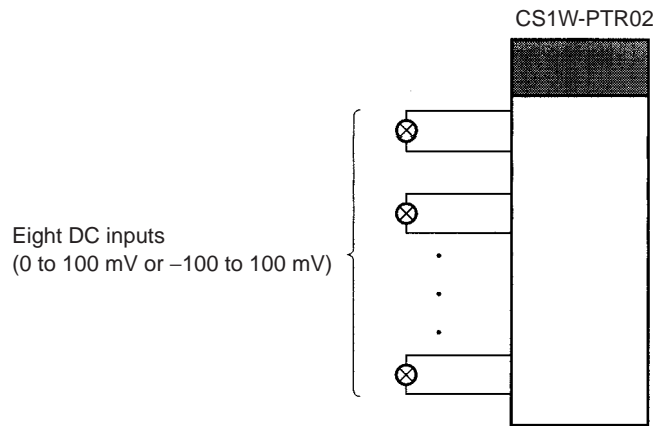 CS1W-PTR02
Eight DC inputs
(0 to 100 mV or −100 to 100 mV)